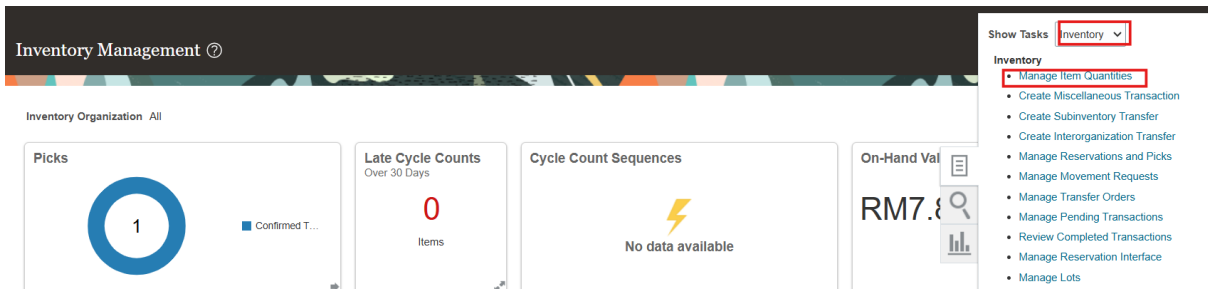 Inventory Management ?
Show Tasks Inventory
Inventory
Manage Item Quantities
Create Miscellaneous Transaction
Create Subinventory Transfer
Create Interorganization Transfer
Manage Reservations and Picks
Manage Movement Requests
Manage Transfer Orders
Manage Pending Transactions
Review Completed Transactions
Manage Reservation Interface
Manage Lots
Inventory Organization All
Picks
1
Confirmed T...
Late Cycle Counts
Over 30 Days
0
Items
Cycle Count Sequences
No data available
On-Hand Val
RM7.8